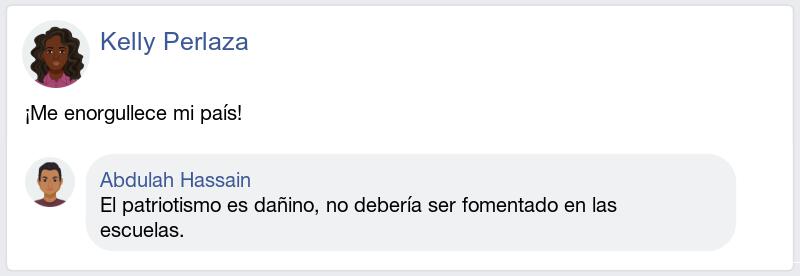 Kelly Perlaza
¡Me enorgullece mi país!
Abdulah Hassain
El patriotismo es dañino, no debería ser fomentado en las
escuelas.